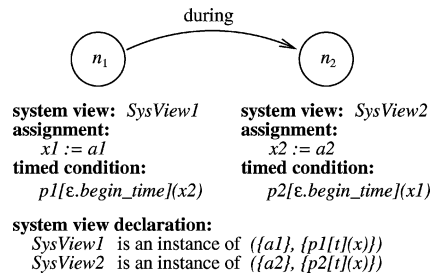 during
n1 n2
system view: SysView1 system view: SysView2
assignment: assignment:
x1 := a1 x2 := a2
timed condition: timed condition:
p1[ε.begin_time](x2) p2[ε.begin_time](x1)
system view declaration:
SysView1 is an instance of ({a1}, {p1[t](x)})
SysView2 is an instance of ({a2}, {p2[t](x)})